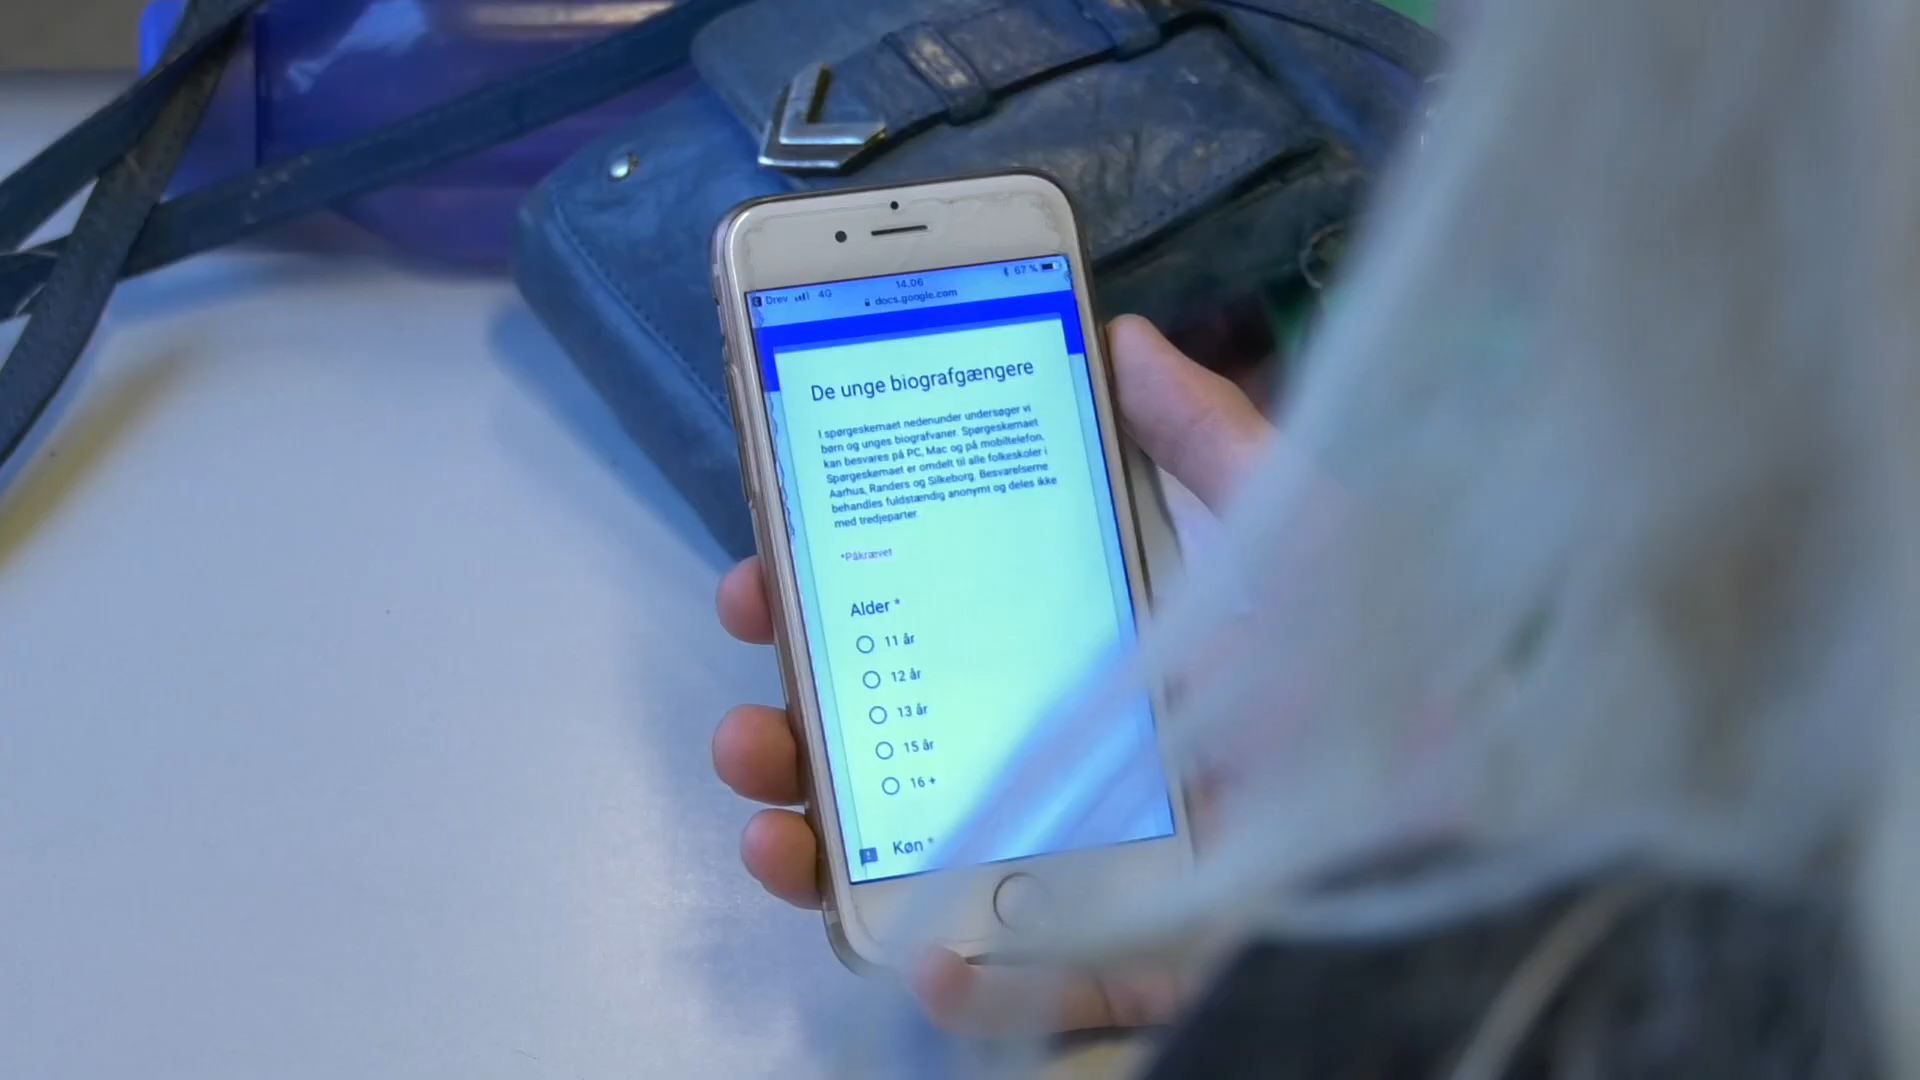 Drev 4G 14.06 67 %
docs.google.com
De unge biografgængere
I spørgeskemaet nedenunder undersøger vi
børn og unges biografvaner. Spørgeskemaet
kan besvares på PC, Mac og på mobiltelefon.
Spørgeskemaet er omdelt til alle folkeskoler i
Aarhus, Randers og Silkeborg. Besvarelserne
behandles fuldstændig anonymt og deles ikke
med tredjeparter.
*Påkrævet
Alder *
11 år
12 år
13 år
15 år
16 +
Køn *